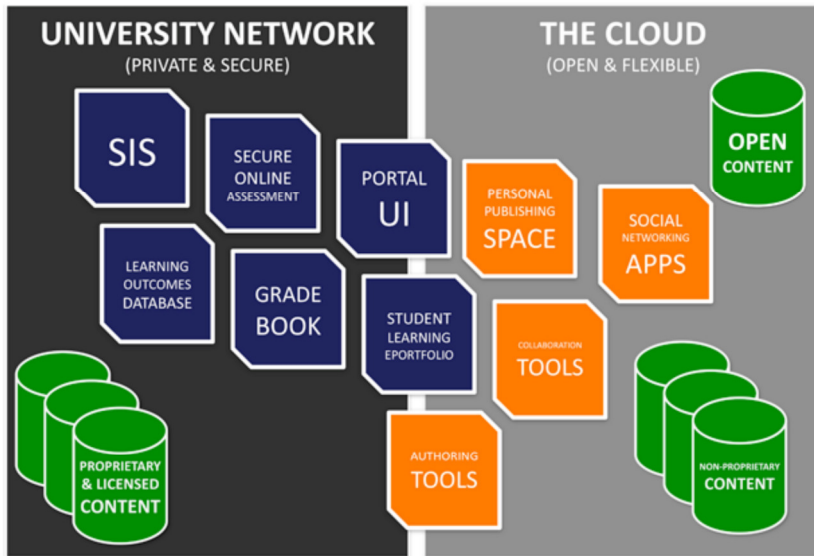 UNIVERSITY NETWORK
(PRIVATE & SECURE)
THE CLOUD
(OPEN & FLEXIBLE)
SIS
SECURE
ONLINE
ASSESSMENT
PORTAL
UI
PERSONAL
PUBLISHING
SPACE
SOCIAL
NETWORKING
APPS
OPEN
CONTENT
LEARNING
OUTCOMES
DATABASE
GRADE
BOOK
STUDENT
LEARNING
EPORTFOLIO
COLLABORATION
TOOLS
AUTHORING
TOOLS
PROPRIETARY
& LICENSED
CONTENT
NON-PROPRIETARY
CONTENT